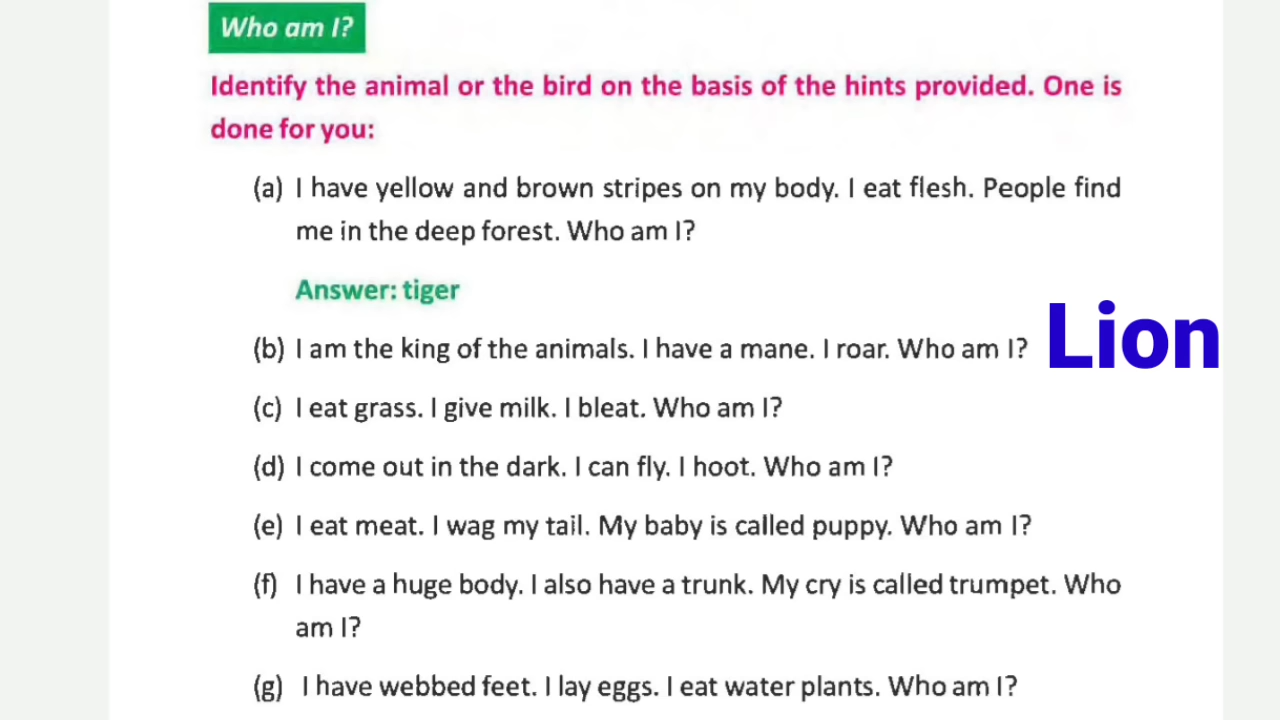 Who am I?
Identify the animal or the bird on the basis of the hints provided. One is
done for you:
(a) I have yellow and brown stripes on my body. I eat flesh. People find
me in the deep forest. Who am I?
Answer: tiger
(b) I am the king of the animals. I have a mane. I roar. Who am I? Lion
(c) I eat grass. I give milk. I bleat. Who am I?
(d) I come out in the dark. I can fly. I hoot. Who am I?
(e) I eat meat. I wag my tail. My baby is called puppy. Who am I?
(f) I have a huge body. I also have a trunk. My cry is called trumpet. Who
am I?
(g) I have webbed feet. I lay eggs. I eat water plants. Who am I?